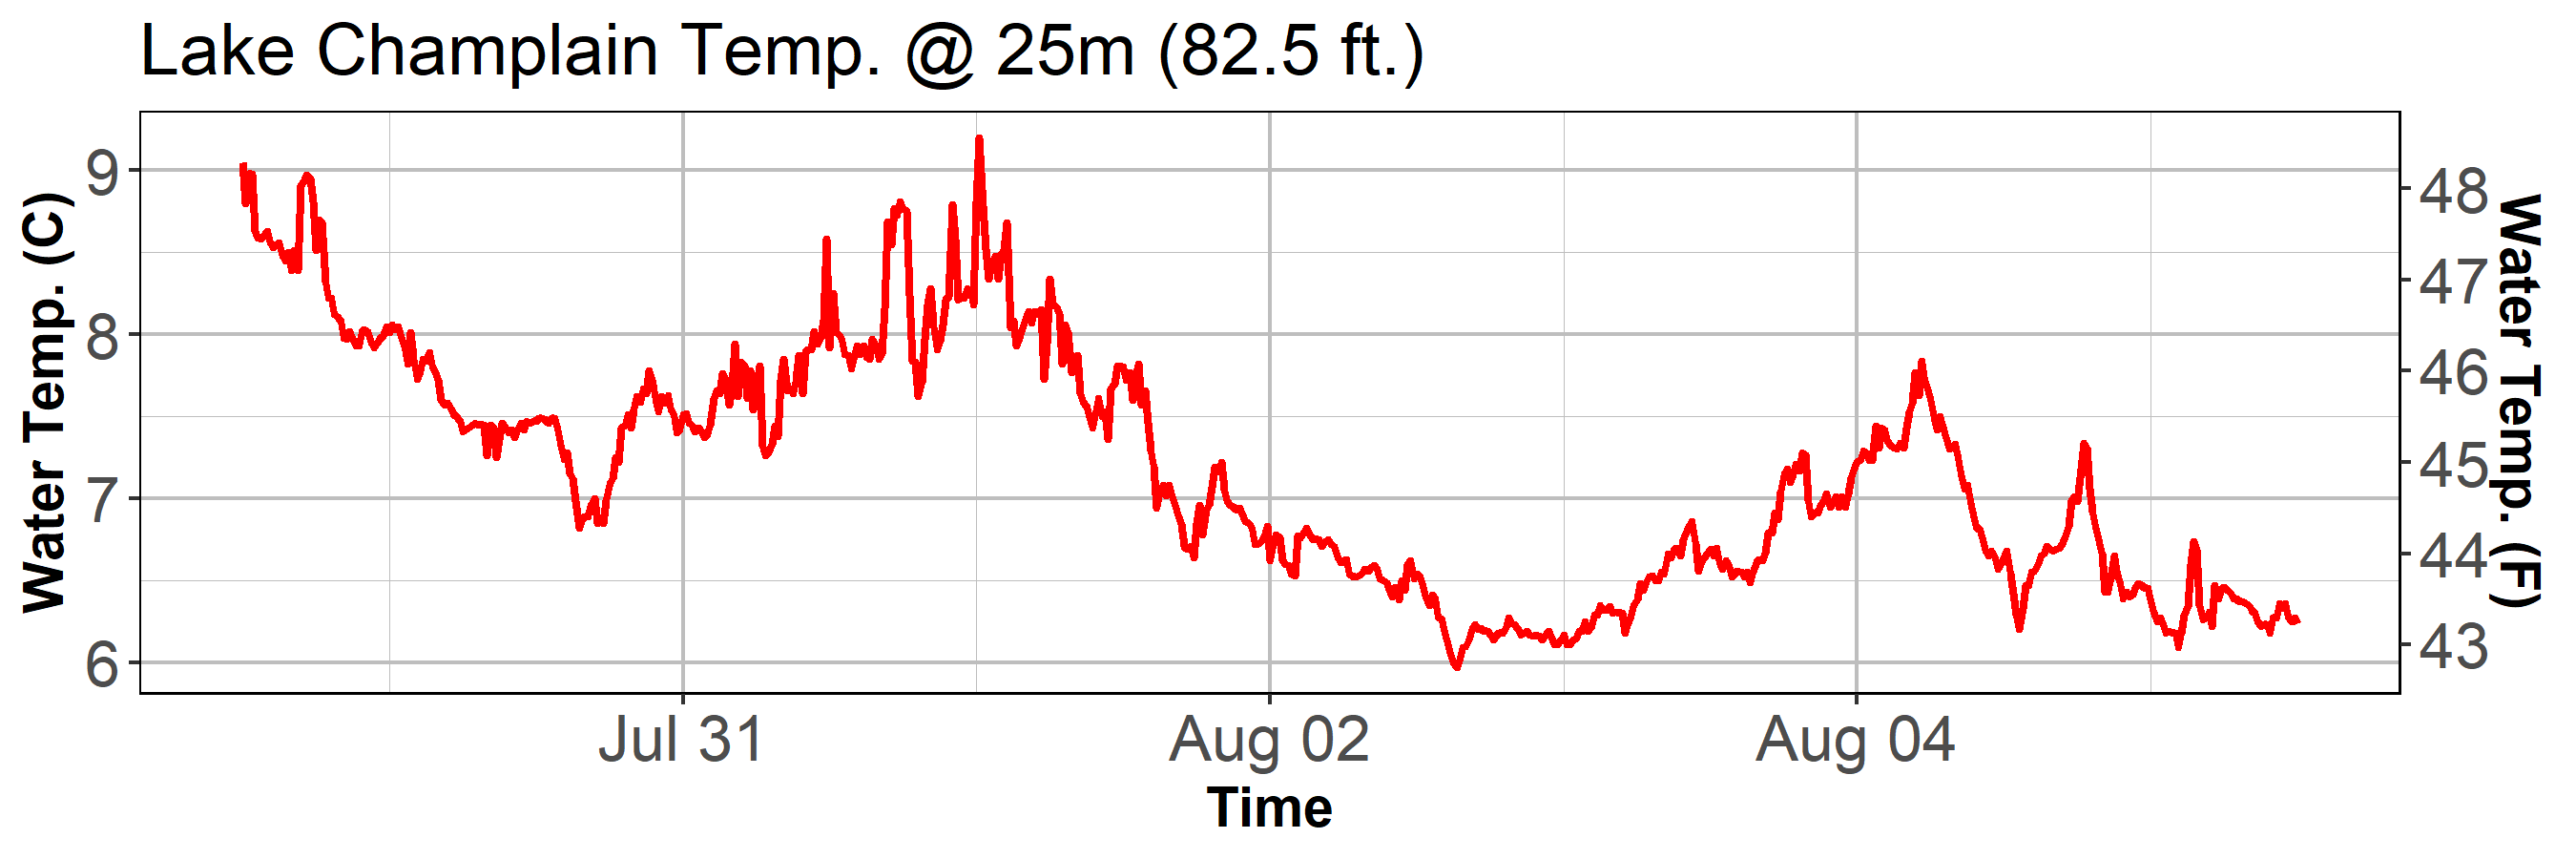 Lake Champlain Temp. @ 25m (82.5 ft.)
Water Temp. (C)
9
8
7
6
48
47
46
45
44
43
Water Temp. (F)
Jul 31
Aug 02
Aug 04
Time